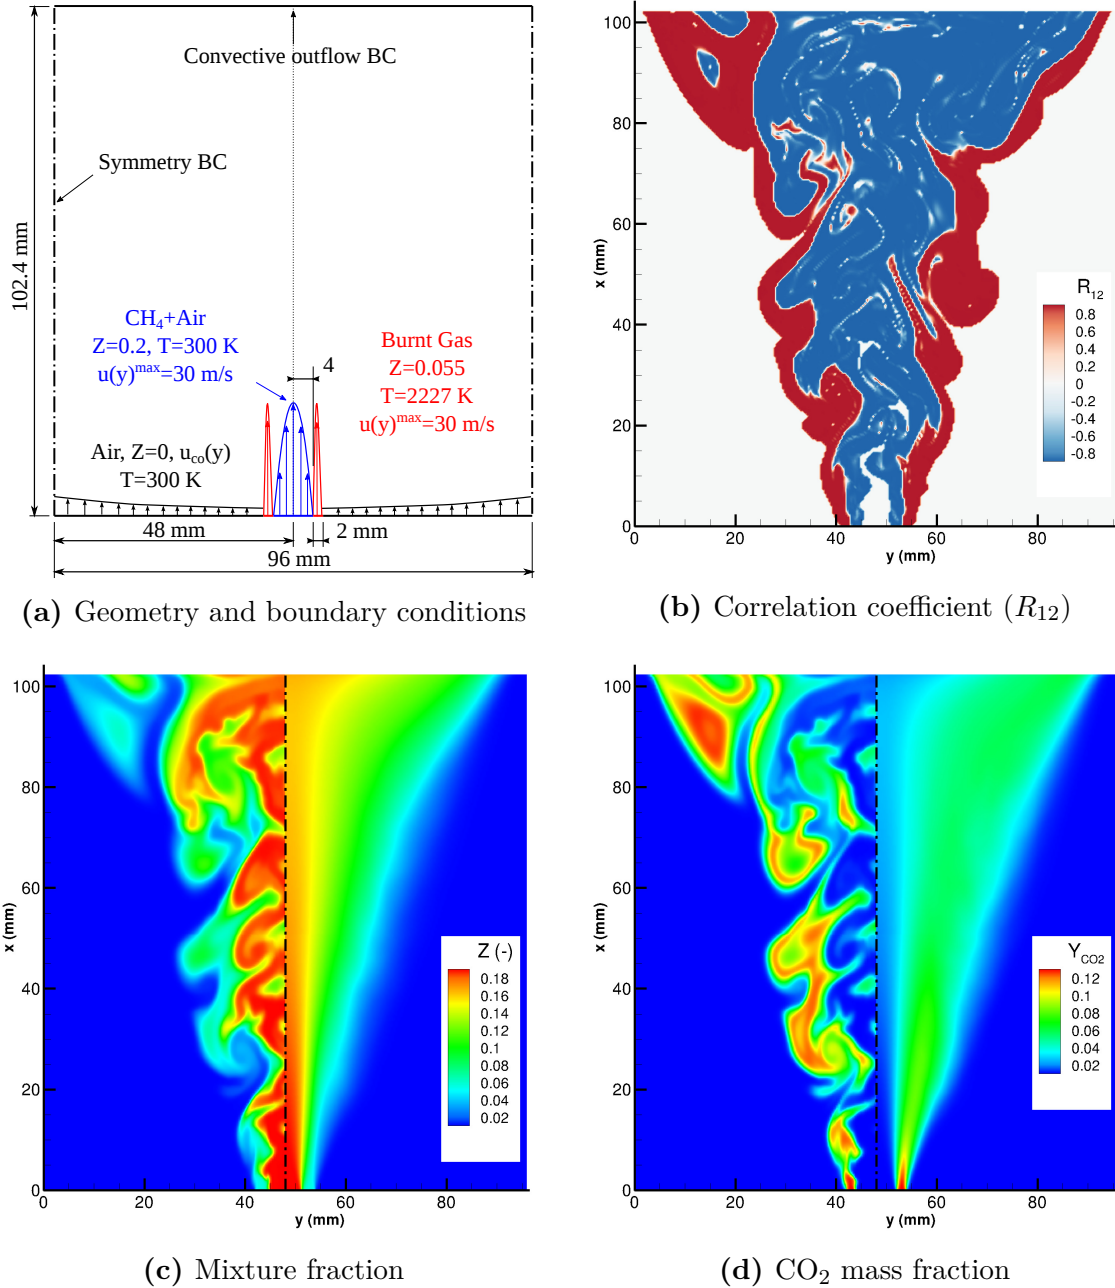 Convective outflow BC
Symmetry BC
102.4 mm
CH4+Air
Z=0.2, T=300 K
u(y)max=30 m/s
4
Burnt Gas
Z=0.055
T=2227 K
u(y)max=30 m/s
Air, Z=0, uco(y)
T=300 K
48 mm
2 mm
96 mm
(a) Geometry and boundary conditions
100
80
60
40
20
0
x (mm)
0 20 40 60 80
y (mm)
R12
0.8
0.6
0.4
0.2
0
-0.2
-0.4
-0.6
-0.8
(b) Correlation coefficient (R12)
100
80
60
40
20
0
x (mm)
0 20 40 60 80
y (mm)
Z (-)
0.18
0.16
0.14
0.12
0.1
0.08
0.06
0.04
0.02
(c) Mixture fraction
100
80
60
40
20
0
x (mm)
0 20 40 60 80
y (mm)
YCO2
0.12
0.1
0.08
0.06
0.04
0.02
(d) CO2 mass fraction